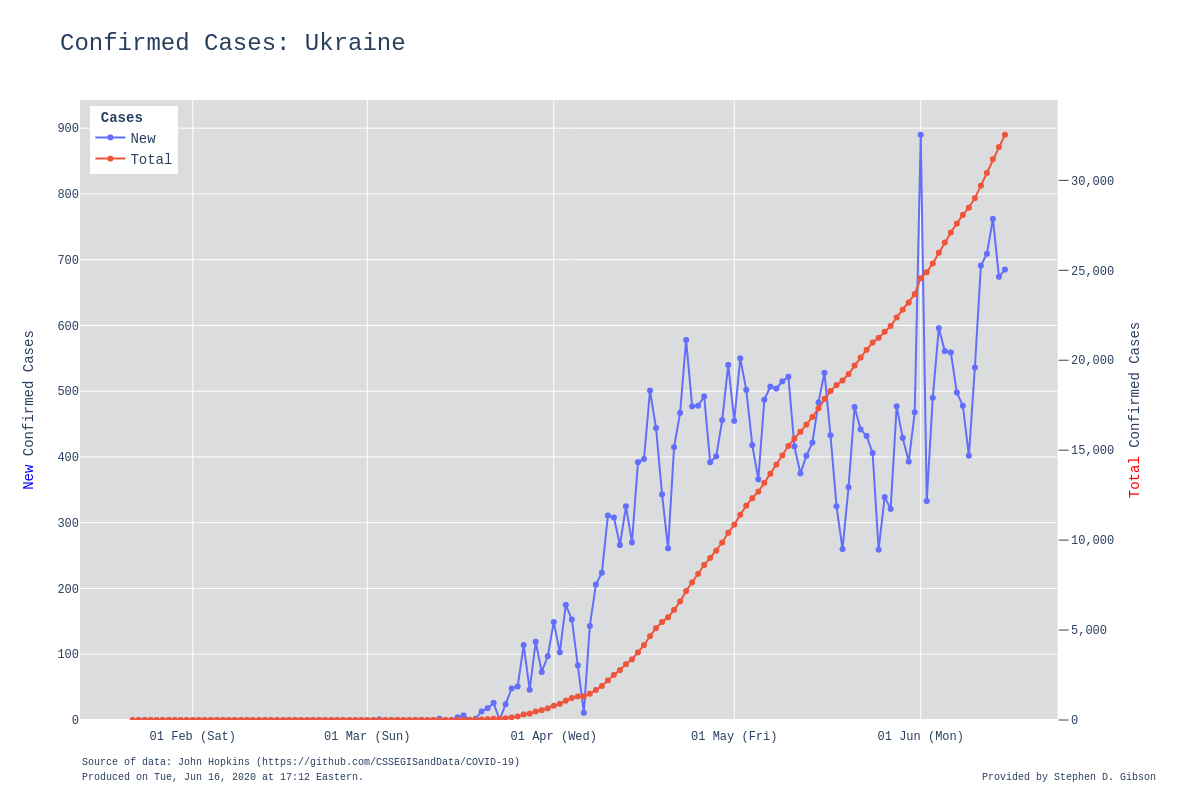 Confirmed Cases: Ukraine
Cases
New
Total
900
800
700
600
500
400
300
200
100
0
30,000
25,000
20,000
15,000
10,000
5,000
0
New Confirmed Cases
Total Confirmed Cases
01 Feb (Sat) 01 Mar (Sun) 01 Apr (Wed) 01 May (Fri) 01 Jun (Mon)
Source of data: John Hopkins (https://github.com/CSSEGISandData/COVID-19)
Produced on Tue, Jun 16, 2020 at 17:12 Eastern.
Provided by Stephen D. Gibson